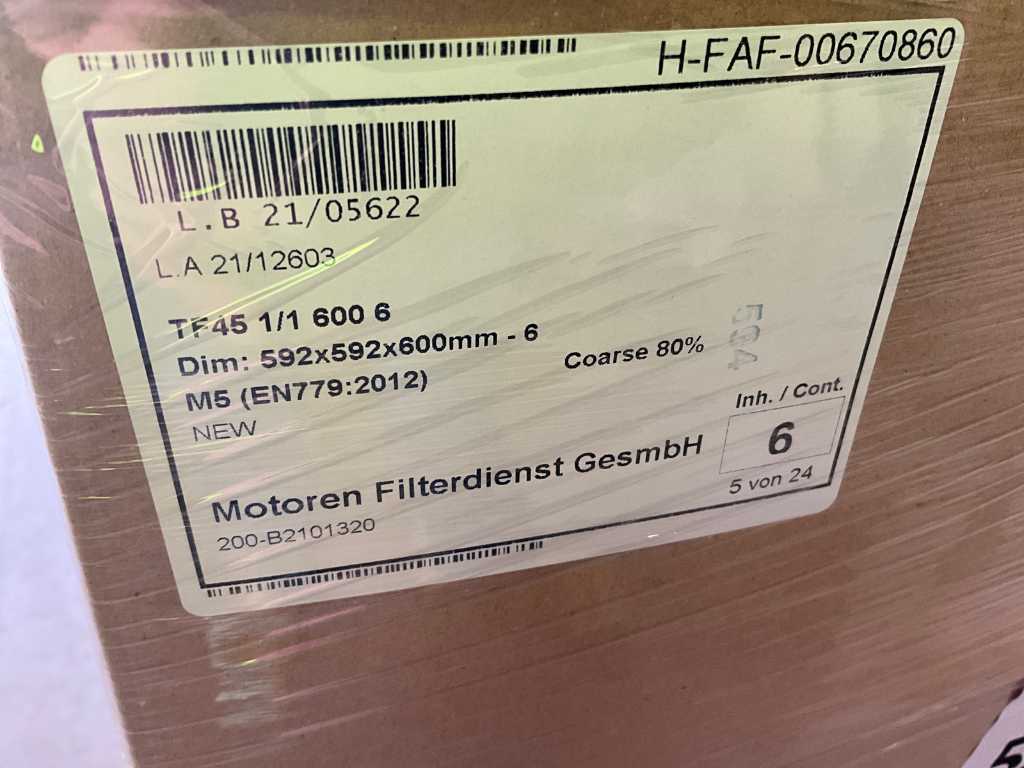 H-FAF-00670860
L.B 21/05622
L.A 21/12603
TF45 1/1 600 6
Dim: 592x592x600mm - 6
M5 (EN779:2012)
Coarse 80%
NEW
594
Inh. / Cont.
6
5 von 24
Motoren Filterdienst GesmbH
200-B2101320